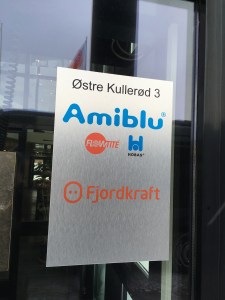 Østre Kullerød 3
Amiblu®
FLOWTITE HOBAS®
Fjordkraft